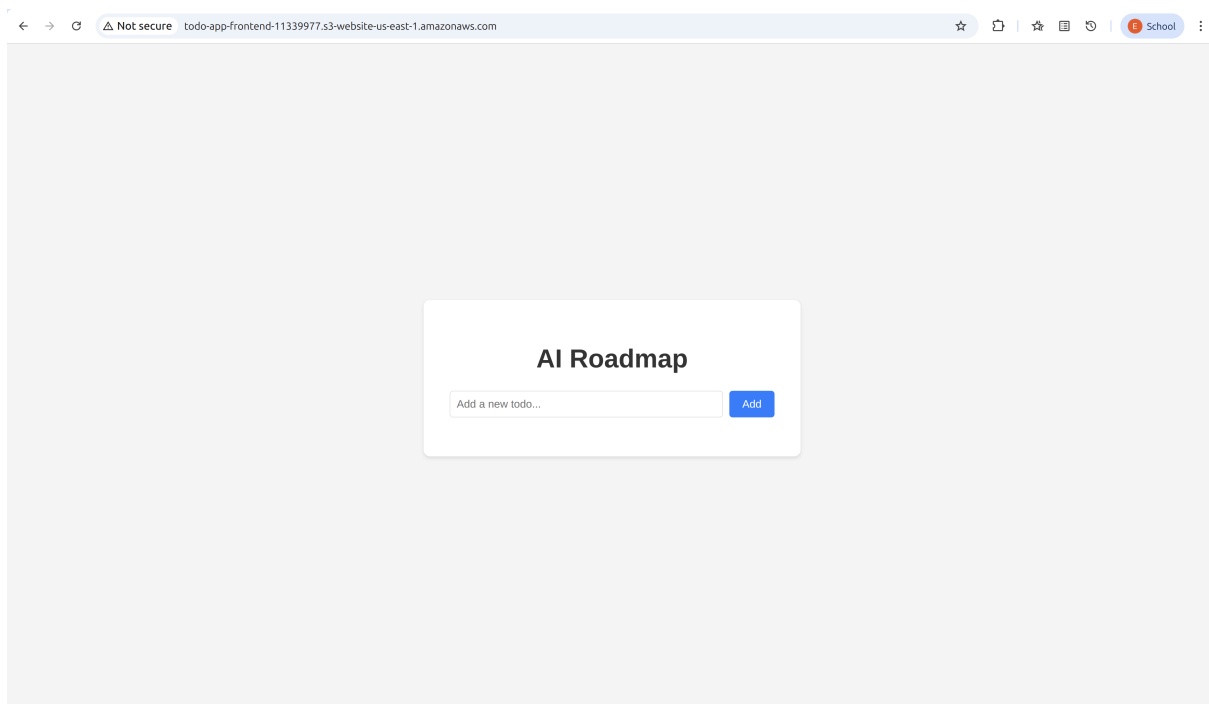 Not secure todo-app-frontend-11339977.s3-website-us-east-1.amazonaws.com E School
AI Roadmap
Add a new todo... Add